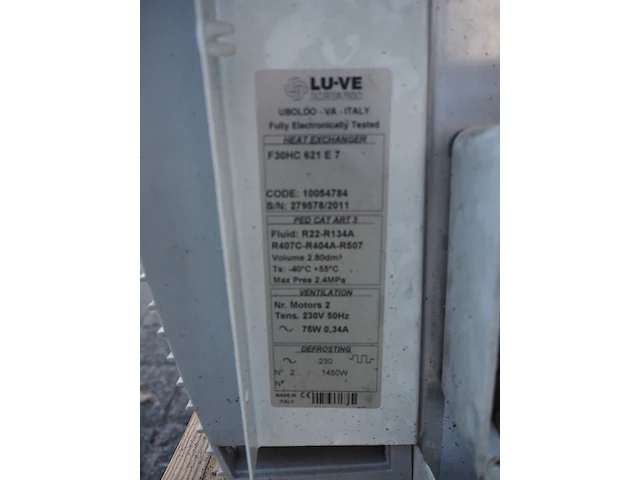 LU-VE
UBOLDO - VA - ITALY
Fully Electronically Tested
HEAT EXCHANGER
F30HC 621 E 7
CODE: 10054784
S/N: 279578/2011
PED CAT ART 3
Fluid: R22-R134A
R407C-R404A-R507
Volume 2.80dm³
Te: -40°C +55°C
Max Pres 2.4MPa
VENTILATION
Nr. Motors 2
Tens. 230V 50Hz
75W 0,34A
DEFROSTING
230
N° 2 1450W
N°
MADE IN ITALY CE